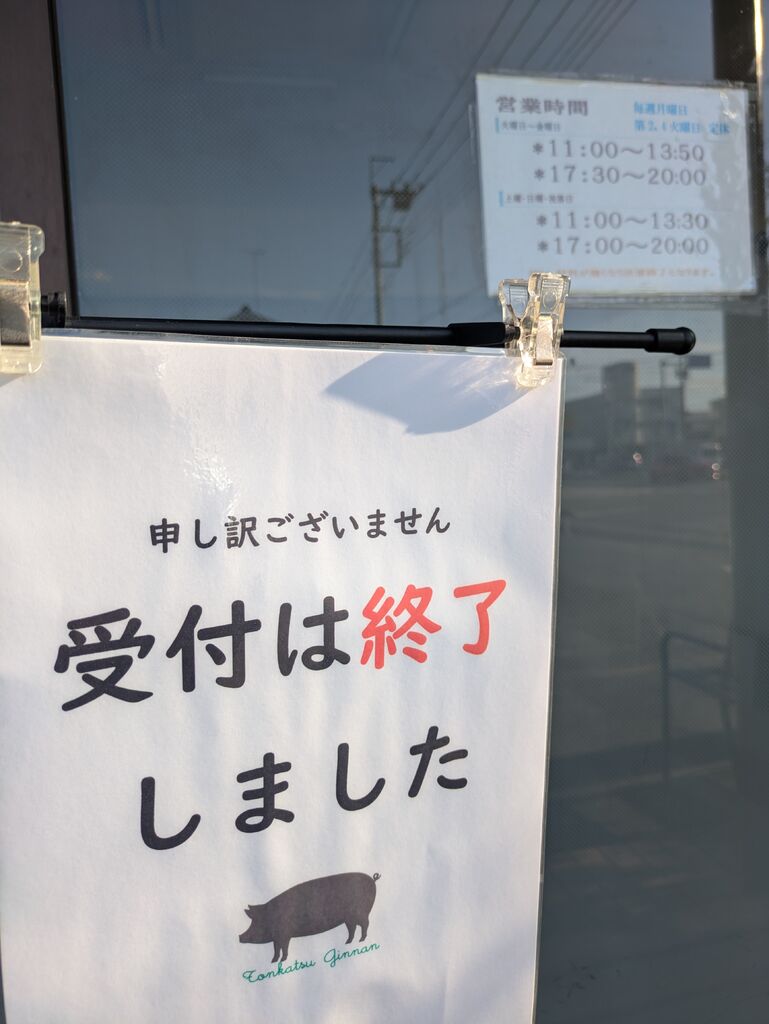 営業時間
毎週月曜日
第2,4火曜日 定休
火曜日〜金曜日
*11:00〜13:50
*17:30〜20:00
土曜・日曜・祝祭日
*11:00〜13:30
*17:00〜20:00
申し訳ございません
受付は終了
しました
Tonkatsu Ginnan